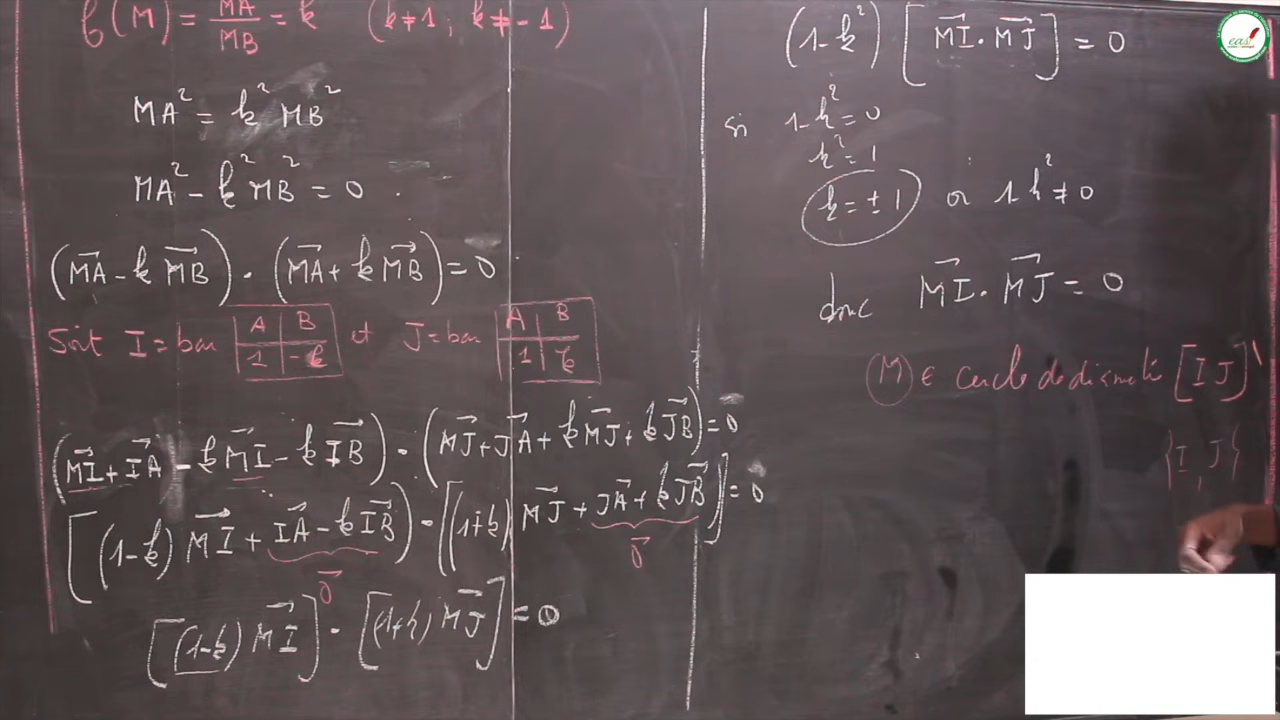 f(M) = MA/MB = k (k≠1; k≠-1)
MA² = k² MB²
MA² - k² MB² = 0.
(MA⃗ - k MB⃗) · (MA⃗ + k MB⃗) = 0
Soit I = bar A B 1 -k et J = bar A B 1 k
(MI⃗ + IA⃗ - k MI⃗ - k IB⃗) · (MJ⃗ + JA⃗ + k MJ⃗ + k JB⃗) = 0
[(1-k) MI⃗ + IA⃗ - k IB⃗) · [(1+k) MJ⃗ + JA⃗ + k JB⃗] = 0
0⃗ 0⃗
[(1-k) MI⃗] · [(1+k) MJ⃗] = 0
(1-k²) [MI⃗ · MJ⃗] = 0
si 1-k² = 0
k² = 1
k = ±1 or 1-k² ≠ 0
donc MI⃗ · MJ⃗ = 0
(M) ∈ cercle de diametre [IJ] \
{I, J}
eas!